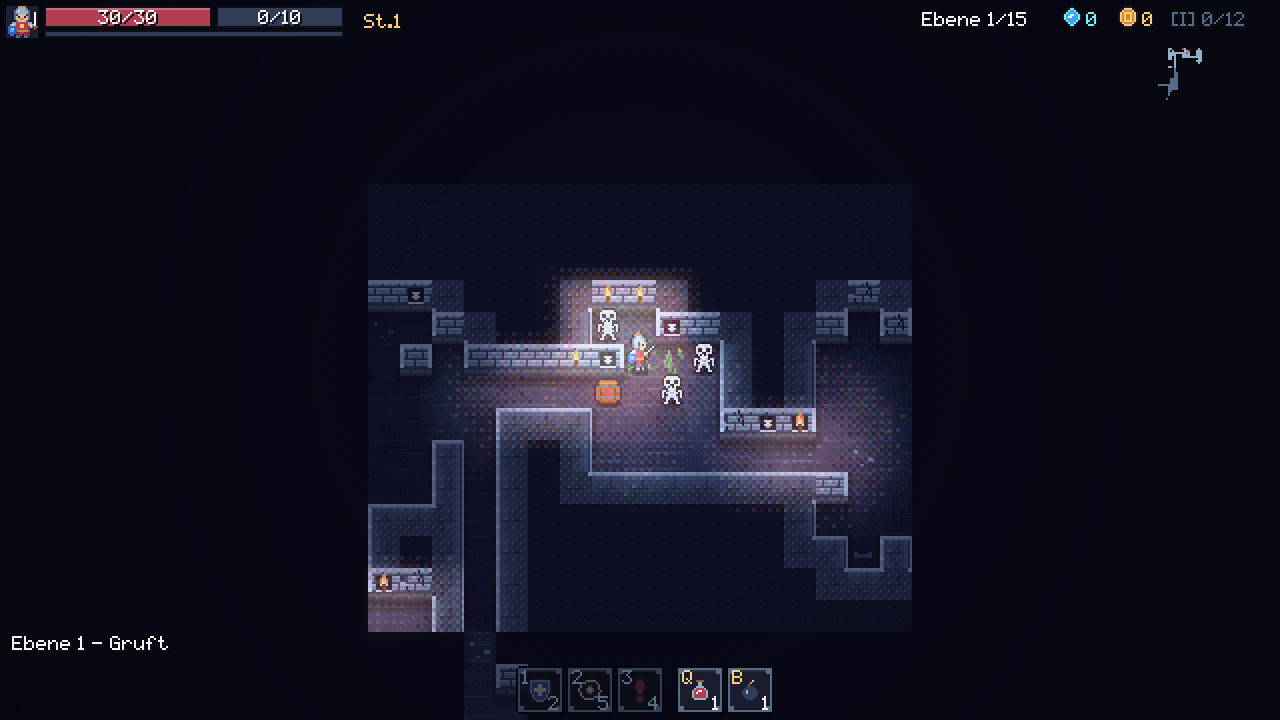 30/30 0/10 St.1 Ebene 1/15 0 0 [I] 0/12
Ebene 1 – Gruft
1 2 2 5 3 4 Q 1 B 1